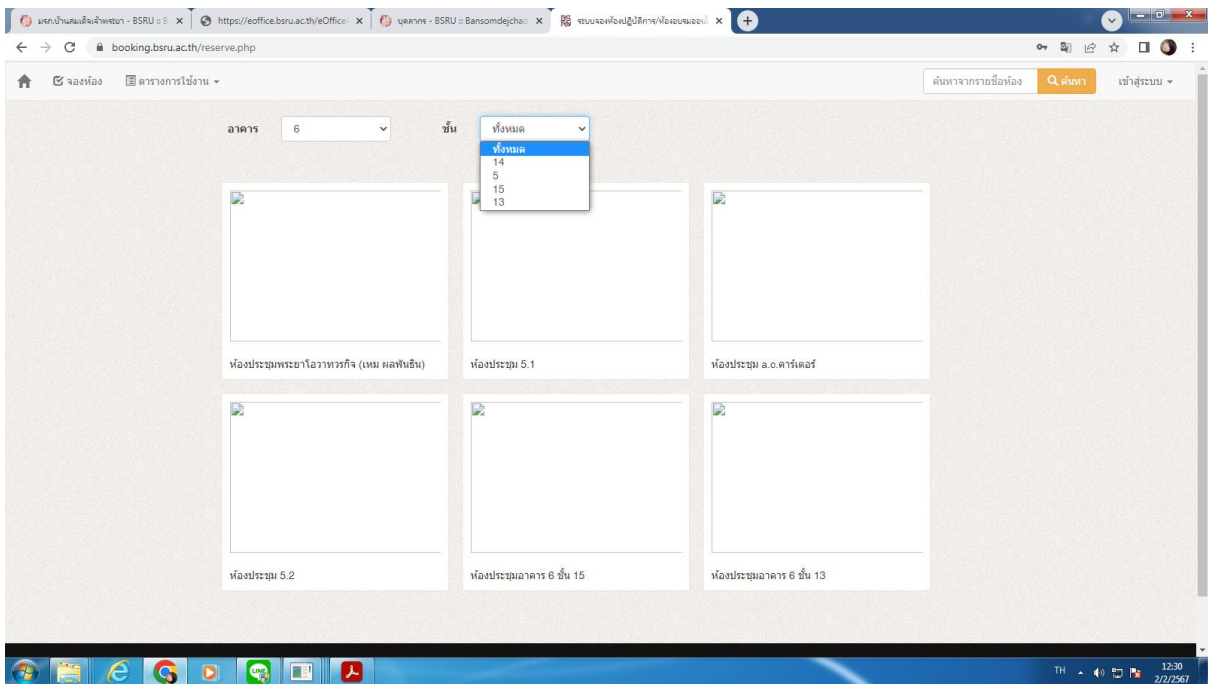 มรภ.บ้านสมเด็จเจ้าพระยา - BSRU :: B
https://eoffice.bsru.ac.th/eOffice
บุคลากร - BSRU :: Bansomdejchao
ระบบจองห้องปฏิบัติการ/ห้องอบรมออนไ
booking.bsru.ac.th/reserve.php
จองห้อง ตารางการใช้งาน ค้นหาจากรายชื่อห้อง ค้นหา เข้าสู่ระบบ
อาคาร 6 ชั้น ทั้งหมด
ทั้งหมด
14
5
15
13
ห้องประชุมพระยาโอวาทวรกิจ (เหม ผลพันธิน) ห้องประชุม 5.1 ห้องประชุม a.c.คาร์เตอร์
ห้องประชุม 5.2 ห้องประชุมอาคาร 6 ชั้น 15 ห้องประชุมอาคาร 6 ชั้น 13
LINE
TH 12:30
2/2/2567